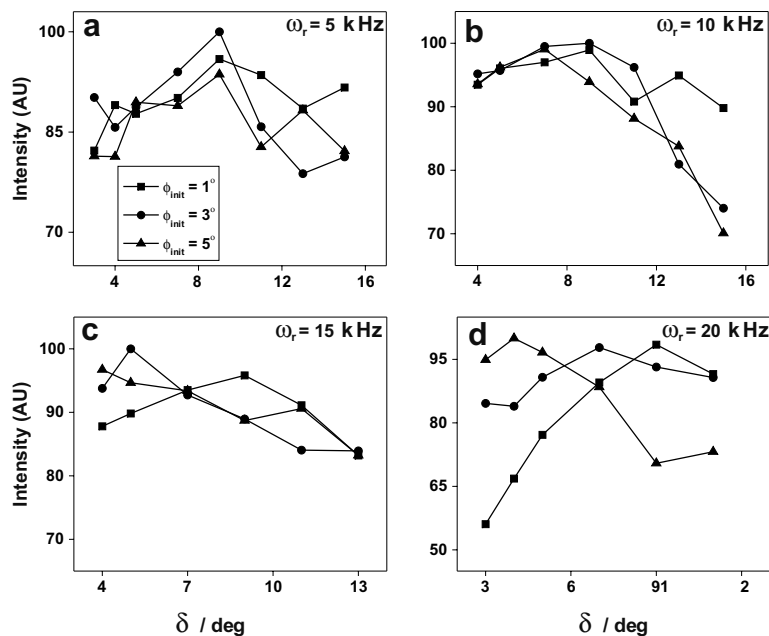 a
ωr = 5 kHz
Intensity (AU)
100
85
70
ϕinit = 1°
ϕinit = 3°
ϕinit = 5°
4 8 12 16
b
ωr = 10 kHz
100
90
80
70
4 8 12 16
c
ωr = 15 kHz
Intensity (AU)
100
90
80
70
4 7 10 13
δ / deg
d
ωr = 20 kHz
95
80
65
50
3 6 91 2
δ / deg